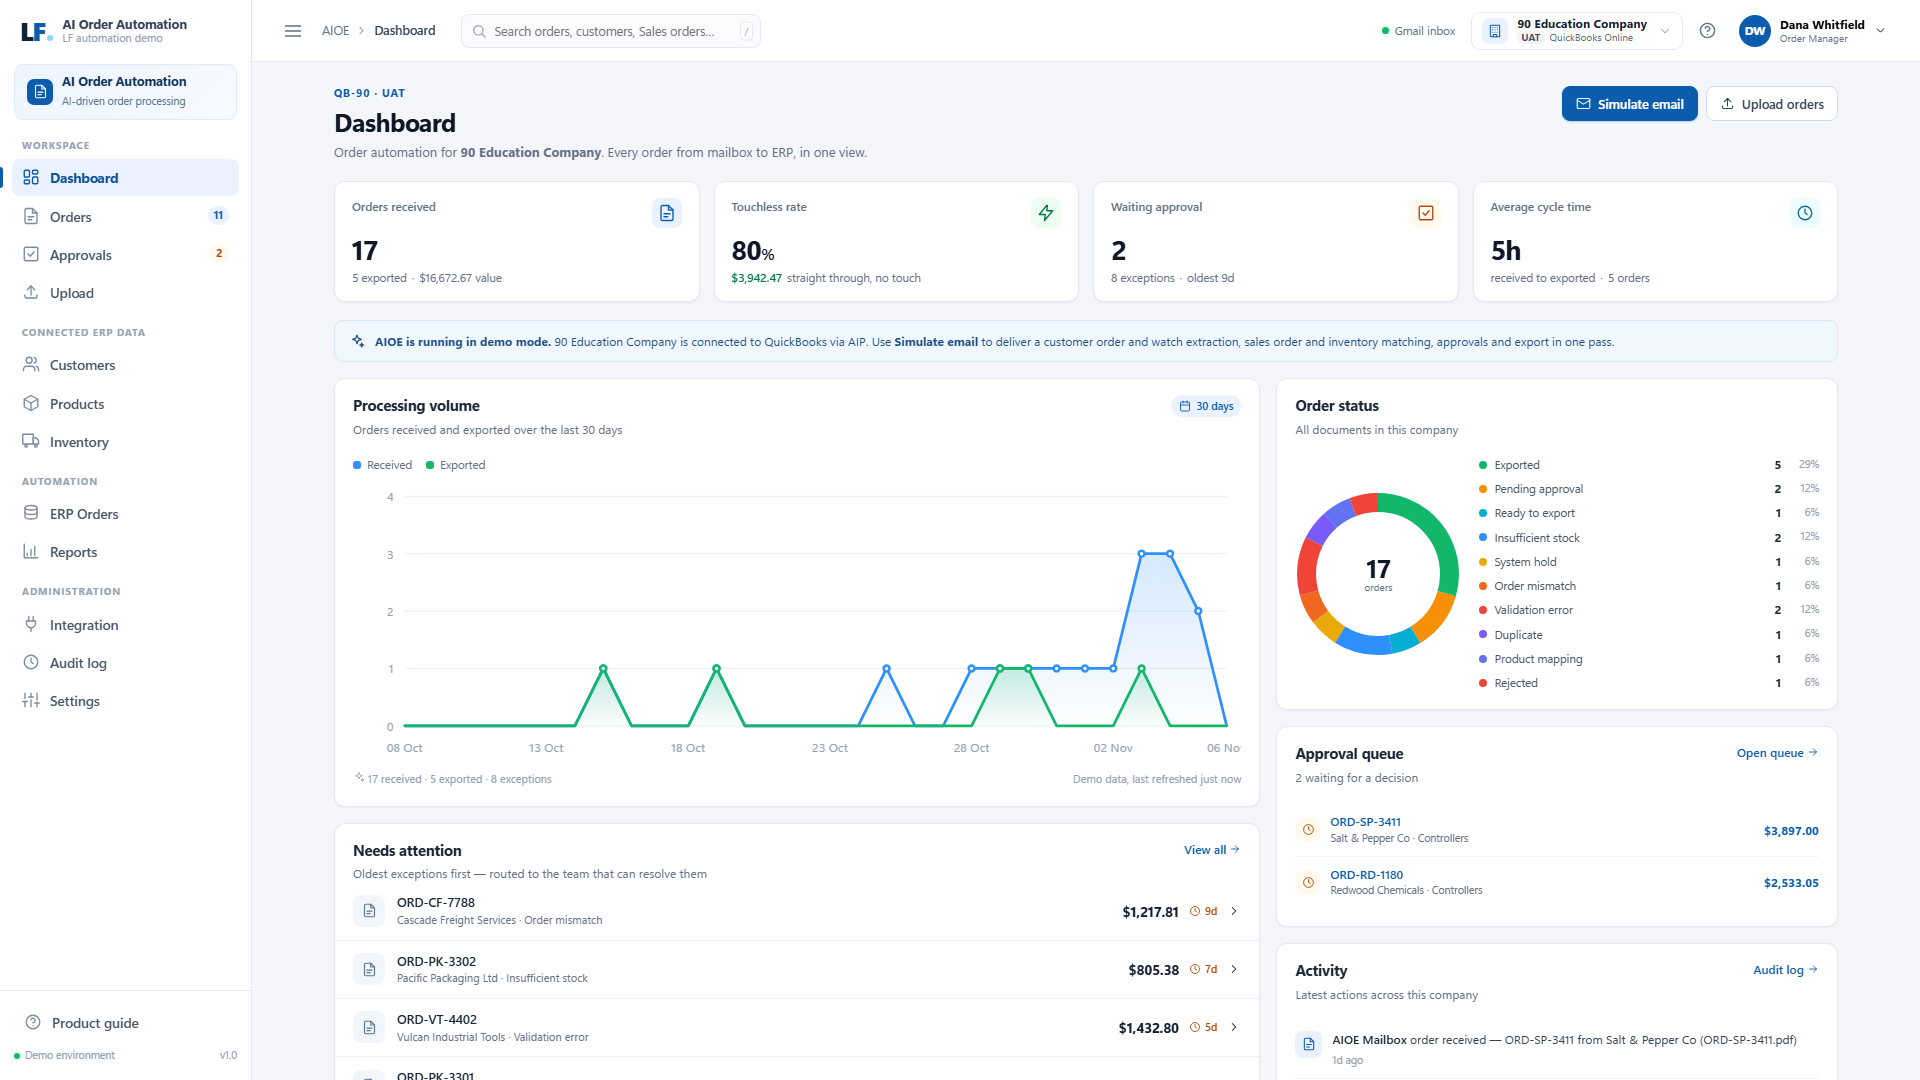 LF.
AI Order Automation
LF automation demo
AI Order Automation
AI-driven order processing
WORKSPACE
Dashboard
Orders 11
Approvals 2
Upload
CONNECTED ERP DATA
Customers
Products
Inventory
AUTOMATION
ERP Orders
Reports
ADMINISTRATION
Integration
Audit log
Settings
Product guide
Demo environment v1.0
AIOE > Dashboard
Search orders, customers, Sales orders... /
Gmail inbox
90 Education Company
UAT QuickBooks Online
DW
Dana Whitfield
Order Manager
QB-90 · UAT
Dashboard
Order automation for 90 Education Company. Every order from mailbox to ERP, in one view.
Simulate email
Upload orders
Orders received
17
5 exported · $16,672.67 value
Touchless rate
80%
$3,942.47 straight through, no touch
Waiting approval
2
8 exceptions · oldest 9d
Average cycle time
5h
received to exported · 5 orders
AIOE is running in demo mode. 90 Education Company is connected to QuickBooks via AIP. Use Simulate email to deliver a customer order and watch extraction, sales order and inventory matching, approvals and export in one pass.
Processing volume
30 days
Orders received and exported over the last 30 days
Received Exported
4
3
2
1
0
08 Oct 13 Oct 18 Oct 23 Oct 28 Oct 02 Nov 06 No
17 received · 5 exported · 8 exceptions
Demo data, last refreshed just now
Order status
All documents in this company
17
orders
Exported 5 29%
Pending approval 2 12%
Ready to export 1 6%
Insufficient stock 2 12%
System hold 1 6%
Order mismatch 1 6%
Validation error 2 12%
Duplicate 1 6%
Product mapping 1 6%
Rejected 1 6%
Needs attention
View all →
Oldest exceptions first — routed to the team that can resolve them
ORD-CF-7788
Cascade Freight Services · Order mismatch
$1,217.81 9d
ORD-PK-3302
Pacific Packaging Ltd · Insufficient stock
$805.38 7d
ORD-VT-4402
Vulcan Industrial Tools · Validation error
$1,432.80 5d
ORD-PK-3301
Approval queue
Open queue →
2 waiting for a decision
ORD-SP-3411
Salt & Pepper Co · Controllers
$3,897.00
ORD-RD-1180
Redwood Chemicals · Controllers
$2,533.05
Activity
Audit log →
Latest actions across this company
AIOE Mailbox order received — ORD-SP-3411 from Salt & Pepper Co (ORD-SP-3411.pdf)
1d ago